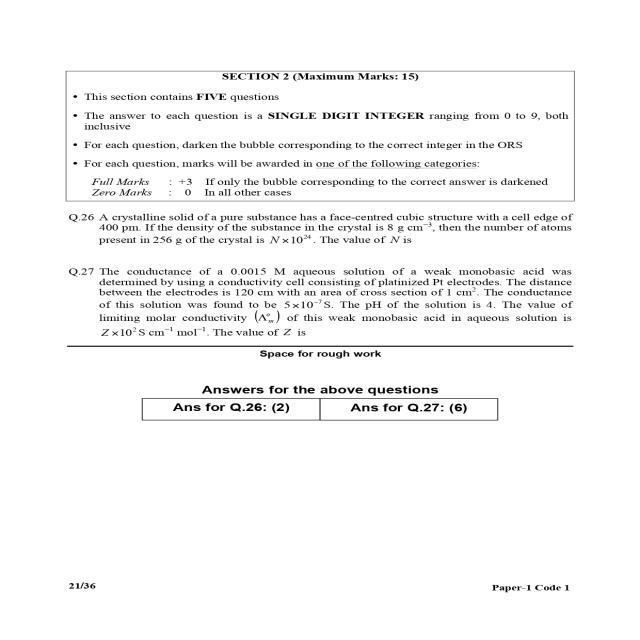 SECTION 2 (Maximum Marks: 15)
• This section contains FIVE questions
• The answer to each question is a SINGLE DIGIT INTEGER ranging from 0 to 9, both
inclusive
• For each question, darken the bubble corresponding to the correct integer in the ORS
• For each question, marks will be awarded in one of the following categories:
Full Marks : +3 If only the bubble corresponding to the correct answer is darkened
Zero Marks : 0 In all other cases
Q.26 A crystalline solid of a pure substance has a face-centred cubic structure with a cell edge of
400 pm. If the density of the substance in the crystal is 8 g cm⁻³, then the number of atoms
present in 256 g of the crystal is N×10²⁴. The value of N is
Q.27 The conductance of a 0.0015 M aqueous solution of a weak monobasic acid was
determined by using a conductivity cell consisting of platinized Pt electrodes. The distance
between the electrodes is 120 cm with an area of cross section of 1 cm². The conductance
of this solution was found to be 5×10⁻⁷ S. The pH of the solution is 4. The value of
limiting molar conductivity (Λ°ₘ) of this weak monobasic acid in aqueous solution is
Z×10² S cm⁻¹ mol⁻¹. The value of Z is
Space for rough work
Answers for the above questions
Ans for Q.26: (2) Ans for Q.27: (6)
21/36 Paper-1 Code 1